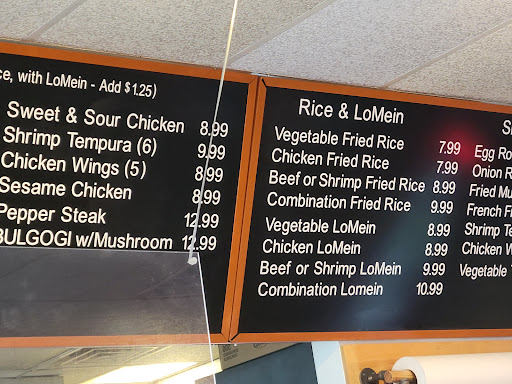 ce, with LoMein - Add $1.25)
Sweet & Sour Chicken 8.99
Shrimp Tempura (6) 9.99
Chicken Wings (5) 8.99
Sesame Chicken 8.99
Pepper Steak 12.99
BULGOGI w/Mushroom 12.99
Rice & LoMein
Vegetable Fried Rice 7.99
Chicken Fried Rice 7.99
Beef or Shrimp Fried Rice 8.99
Combination Fried Rice 9.99
Vegetable LoMein 8.99
Chicken LoMein 8.99
Beef or Shrimp LoMein 9.99
Combination Lomein 10.99
S
Egg Ro
Onion R
Fried Mu
French F
Shrimp Te
Chicken W
Vegetable